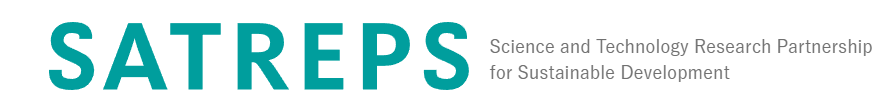 SATREPS
Science and Technology Research Partnership
for Sustainable Development